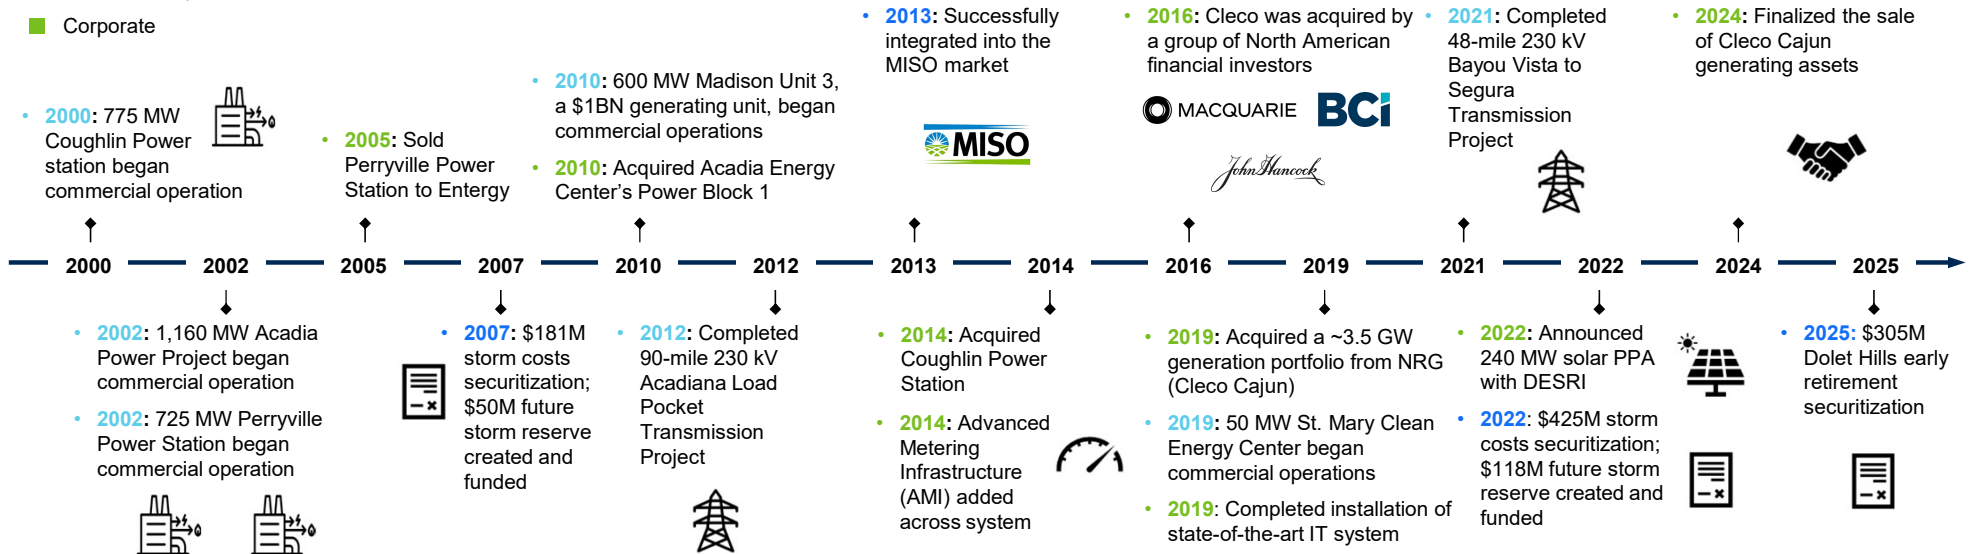 Corporate
2000: 775 MW
Coughlin Power
station began
commercial operation
2005: Sold
Perryville Power
Station to Entergy
2010: 600 MW Madison Unit 3,
a $1BN generating unit, began
commercial operations
2010: Acquired Acadia Energy
Center's Power Block 1
2013: Successfully
integrated into the
MISO market
MISO
2016: Cleco was acquired by
a group of North American
financial investors
MACQUARIE
BCi
John Hancock
2021: Completed
48-mile 230 kV
Bayou Vista to
Segura
Transmission
Project
2024: Finalized the sale
of Cleco Cajun
generating assets
2000 2002 2005 2007 2010 2012 2013 2014 2016 2019 2021 2022 2024 2025
2002: 1,160 MW Acadia
Power Project began
commercial operation
2002: 725 MW Perryville
Power Station began
commercial operation
2007: $181M
storm costs
securitization;
$50M future
storm reserve
created and
funded
2012: Completed
90-mile 230 kV
Acadiana Load
Pocket
Transmission
Project
2014: Acquired
Coughlin Power
Station
2014: Advanced
Metering
Infrastructure
(AMI) added
across system
2019: Acquired a ~3.5 GW
generation portfolio from NRG
(Cleco Cajun)
2019: 50 MW St. Mary Clean
Energy Center began
commercial operations
2019: Completed installation of
state-of-the-art IT system
2022: Announced
240 MW solar PPA
with DESRI
2022: $425M storm
costs securitization;
$118M future storm
reserve created and
funded
2025: $305M
Dolet Hills early
retirement
securitization